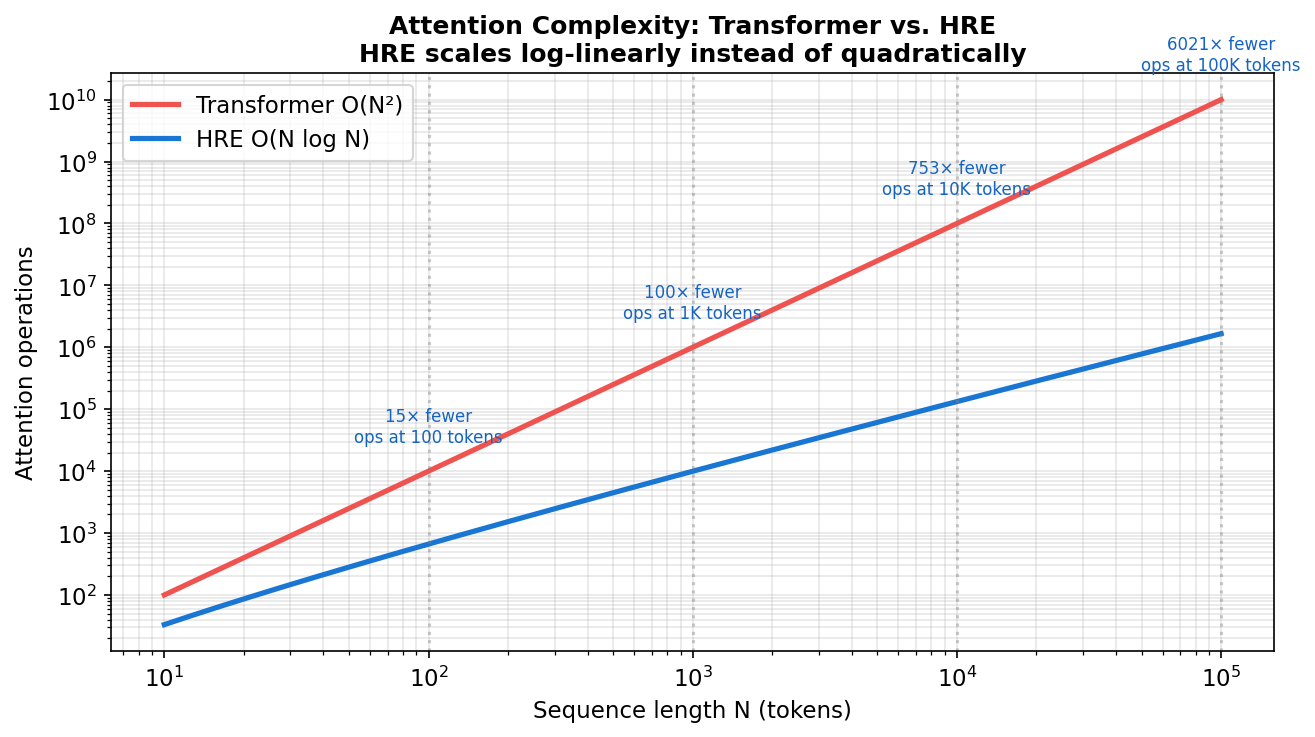 Attention Complexity: Transformer vs. HRE
HRE scales log-linearly instead of quadratically
6021× fewer
ops at 100K tokens
Transformer O(N²)
HRE O(N log N)
753× fewer
ops at 10K tokens
100× fewer
ops at 1K tokens
15× fewer
ops at 100 tokens
Attention operations
10¹⁰
10⁹
10⁸
10⁷
10⁶
10⁵
10⁴
10³
10²
10¹ 10² 10³ 10⁴ 10⁵
Sequence length N (tokens)